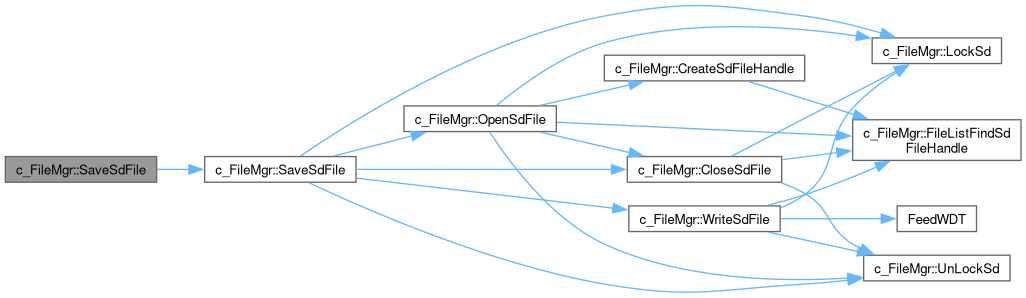 c_FileMgr::SaveSdFile
c_FileMgr::SaveSdFile
c_FileMgr::OpenSdFile
c_FileMgr::CreateSdFileHandle
c_FileMgr::CloseSdFile
c_FileMgr::WriteSdFile
c_FileMgr::LockSd
c_FileMgr::FileListFindSd
FileHandle
FeedWDT
c_FileMgr::UnLockSd